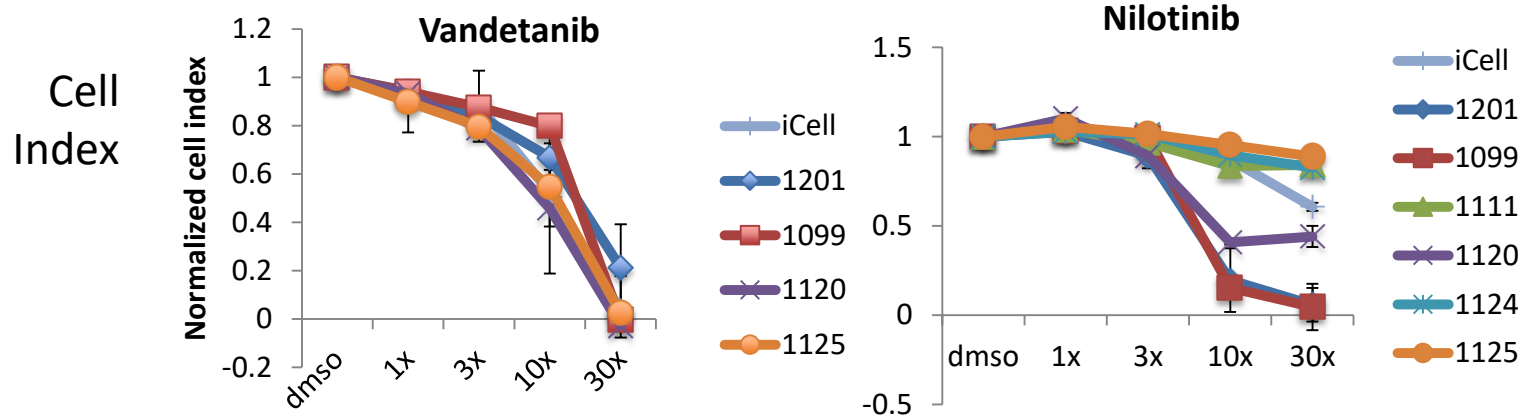 Cell
Index
Vandetanib
Normalized cell index
1.2
1
0.8
0.6
0.4
0.2
0
-0.2
dmso
1x
3x
10x
30x
iCell
1201
1099
1120
1125
Nilotinib
1.5
1
0.5
0
-0.5
dmso
1x
3x
10x
30x
iCell
1201
1099
1111
1120
1124
1125